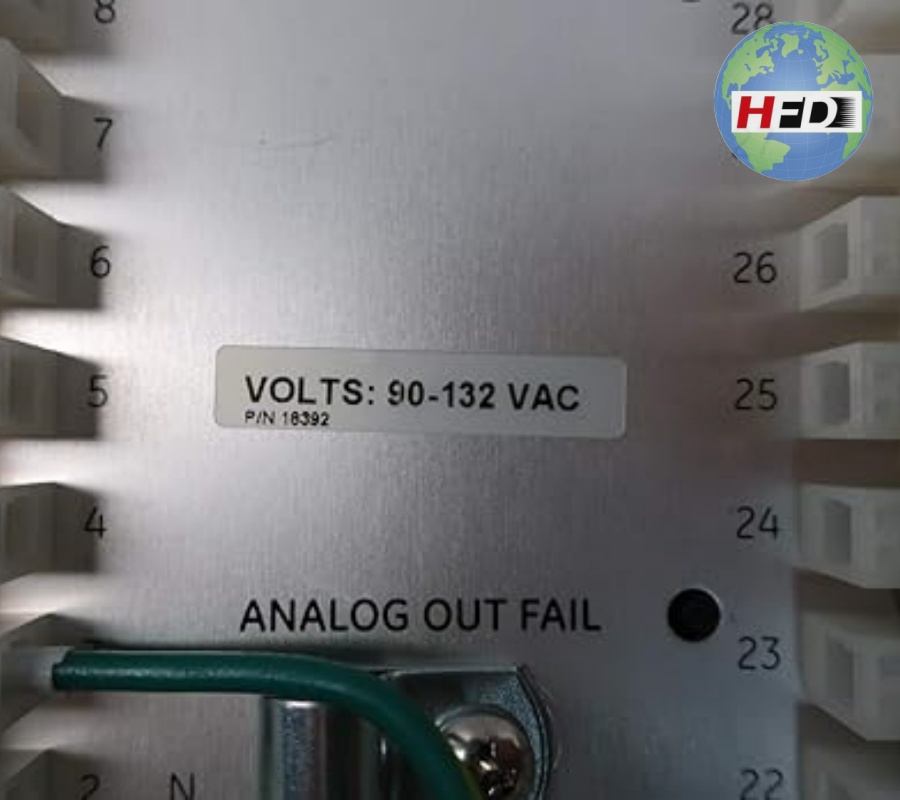 8
28
HFD
7
6
26
VOLTS: 90-132 VAC
P/N 18392
5
25
4
24
ANALOG OUT FAIL
23
2
N
22